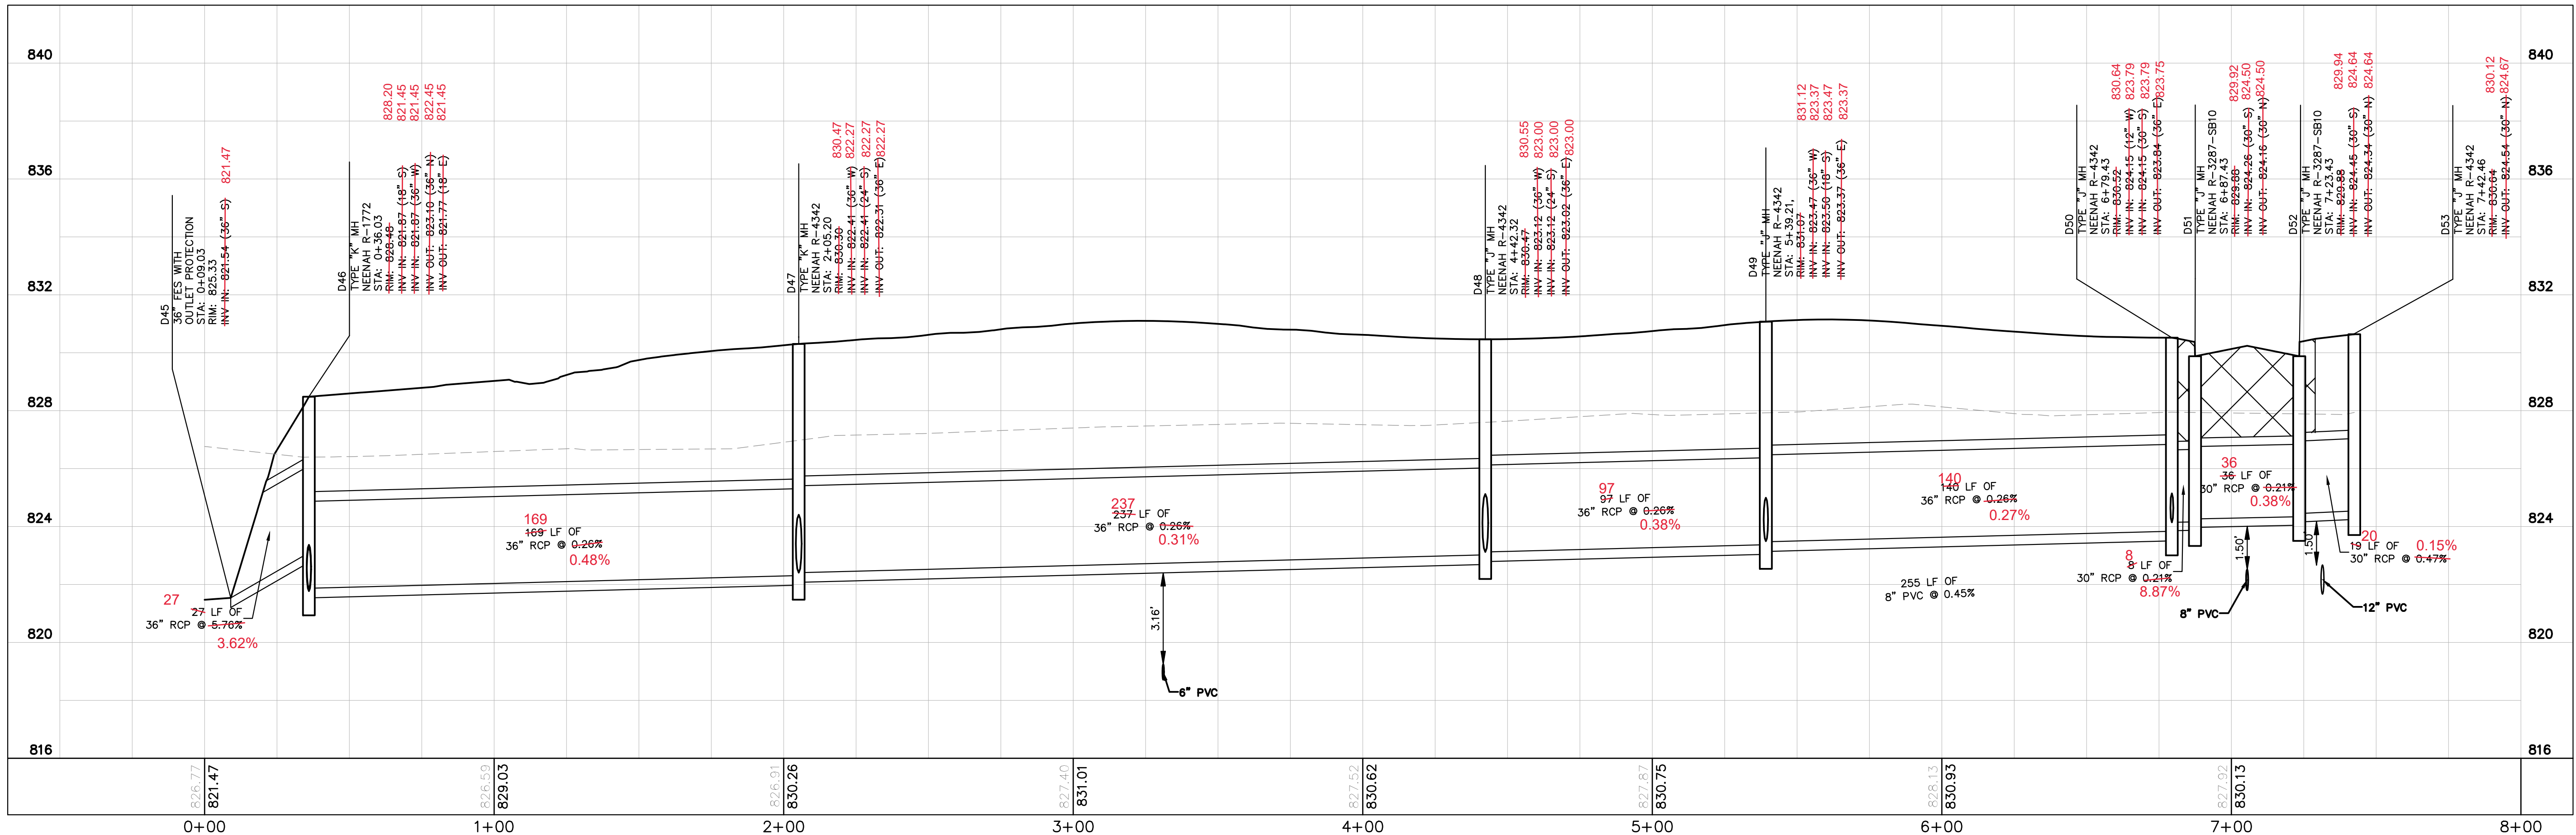 840
836
832
828
824
820
816
840
836
832
828
824
820
816
D45
36" FES WITH
OUTLET PROTECTION
STA: 0+09.03
RIM: 825.33
INV IN: 821.54 (36" S)
821.47
D46
TYPE "K" MH
NEENAH R-1772
STA: 0+36.03
RIM: 828.48
INV IN: 821.87 (18" S)
INV IN: 821.87 (36" W)
INV OUT: 823.10 (36" N)
INV OUT: 821.77 (18" E)
828.20
821.45
821.45
822.45
821.45
D47
TYPE "K" MH
NEENAH R-4342
STA: 2+05.20
RIM: 830.30
INV IN: 822.41 (36" W)
INV IN: 822.41 (24" S)
INV OUT: 822.31 (36" E)
830.47
822.27
822.27
822.27
D48
TYPE "J" MH
NEENAH R-4342
STA: 4+42.32
RIM: 830.47
INV IN: 823.12 (36" W)
INV IN: 823.12 (24" S)
INV OUT: 823.02 (36" E)
830.55
823.00
823.00
823.00
D49
TYPE "J" MH
NEENAH R-4342
STA: 5+39.21,
RIM: 831.07
INV IN: 823.47 (36" W)
INV IN: 823.50 (18" S)
INV OUT: 823.37 (36" E)
831.12
823.37
823.47
823.37
D50
TYPE "J" MH
NEENAH R-4342
STA: 6+79.43
RIM: 830.52
INV IN: 824.15 (12" W)
INV IN: 824.15 (30" S)
INV OUT: 823.84 (36" E)
830.64
823.79
823.79
823.75
D51
TYPE "J" MH
NEENAH R-3287-SB10
STA: 6+87.43
RIM: 829.88
INV IN: 824.26 (30" S)
INV OUT: 824.16 (30" N)
829.92
824.50
824.50
D52
TYPE "J" MH
NEENAH R-3287-SB10
STA: 7+23.43
RIM: 829.88
INV IN: 824.45 (30" S)
INV OUT: 824.34 (30" N)
829.94
824.64
824.64
D53
TYPE "J" MH
NEENAH R-4342
STA: 7+42.46
RIM: 830.64
INV OUT: 824.54 (30" N)
830.12
824.67
27
27 LF OF
36" RCP @ 5.76%
3.62%
169
169 LF OF
36" RCP @ 0.26%
0.48%
237
237 LF OF
36" RCP @ 0.26%
0.31%
3.16'
6" PVC
97
97 LF OF
36" RCP @ 0.26%
0.38%
140
140 LF OF
36" RCP @ 0.26%
0.27%
255 LF OF
8" PVC @ 0.45%
8
8 LF OF
30" RCP @ 0.21%
8.87%
36
36 LF OF
30" RCP @ 0.21%
0.38%
1.50'
8" PVC
1.50'
12" PVC
20
19 LF OF
0.15%
30" RCP @ 0.47%
826.77
821.47
826.59
829.03
826.91
830.26
827.40
831.01
827.52
830.62
827.87
830.75
828.13
830.93
827.92
830.13
0+00
1+00
2+00
3+00
4+00
5+00
6+00
7+00
8+00